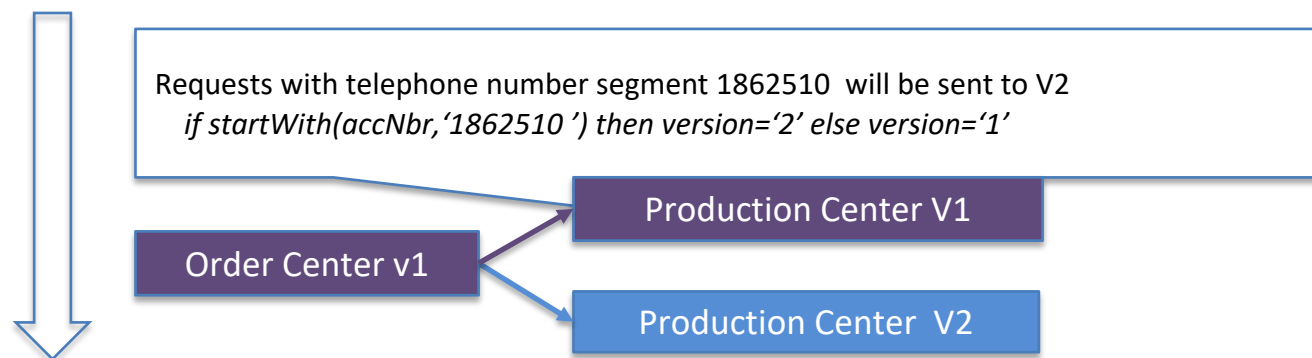 Requests with telephone number segment 1862510  will be sent to V2
if startWith(accNbr,‘1862510 ’) then version=‘2’ else version=‘1’
Production Center V1
Order Center v1
Production Center  V2